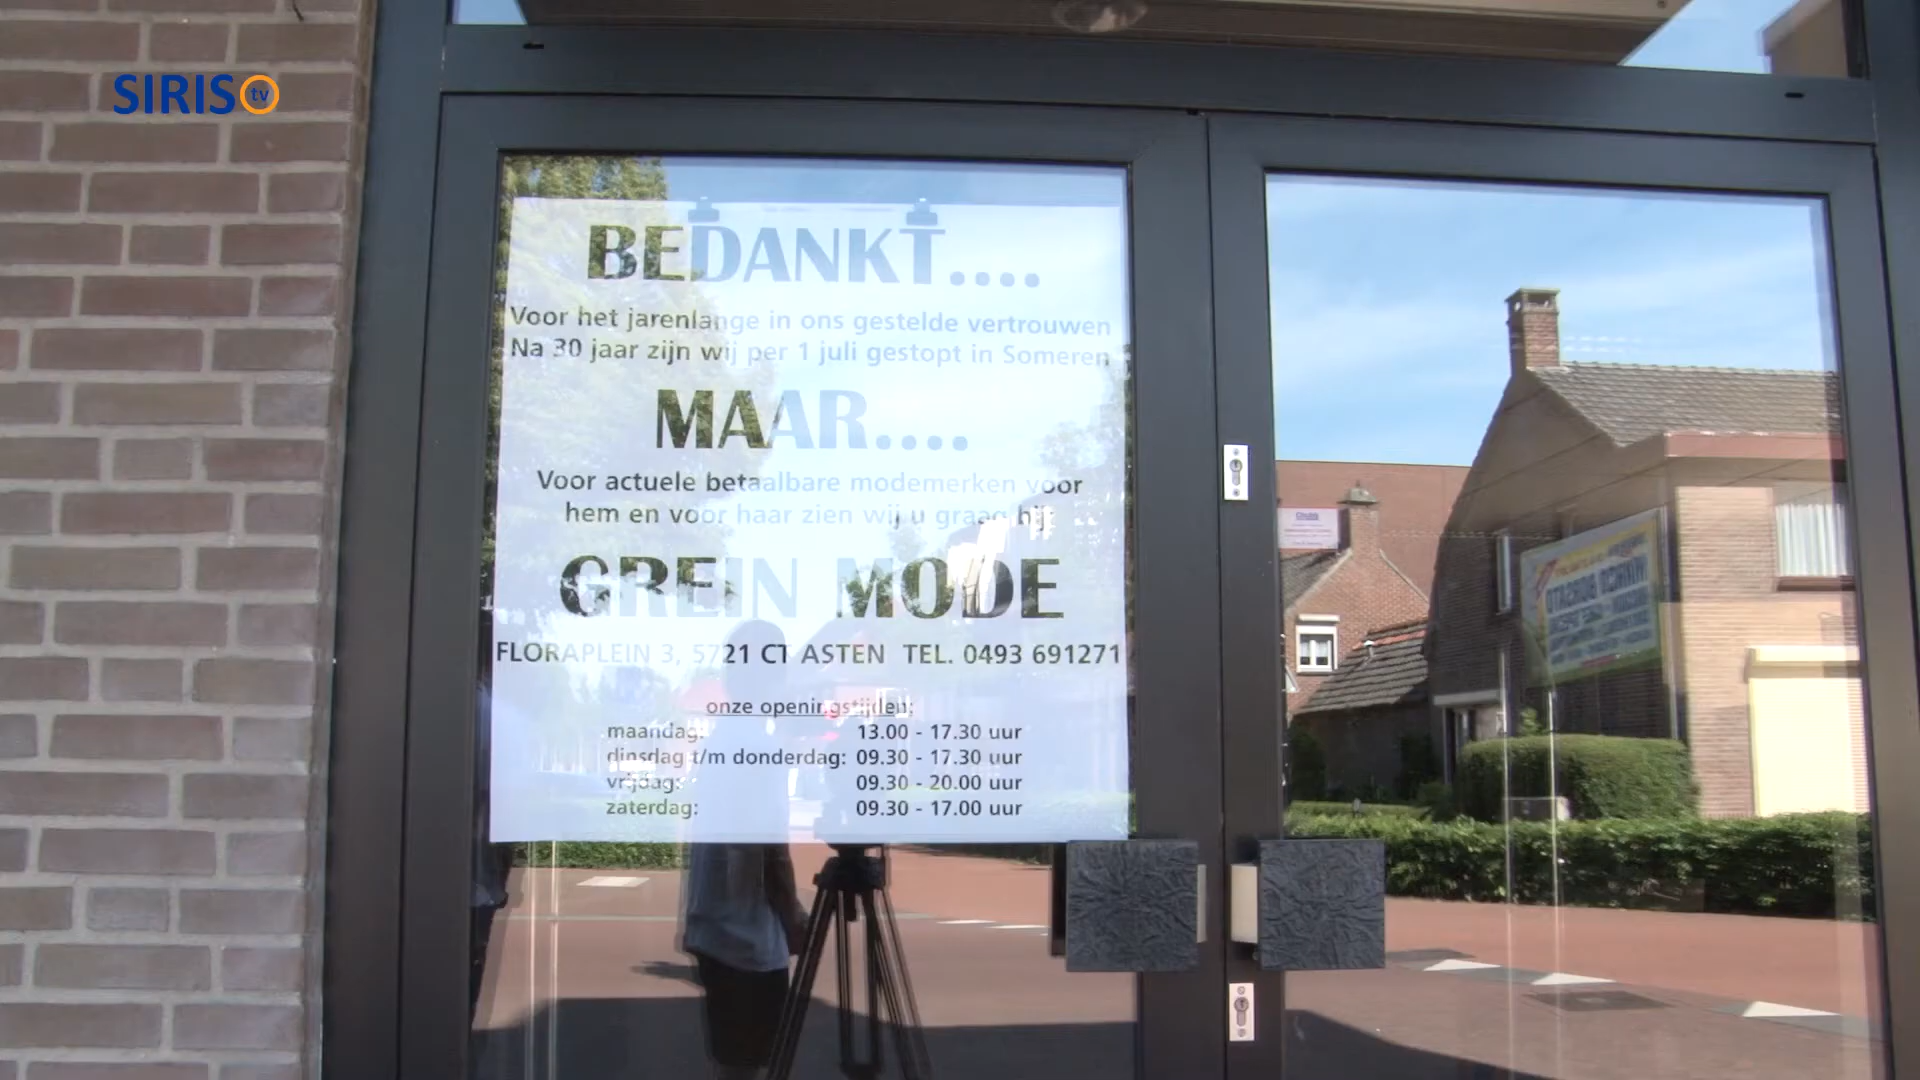 SIRIS tv
BEDANKT....
Voor het jarenlange in ons gestelde vertrouwen
Na 30 jaar zijn wij per 1 juli gestopt in Someren
MAAR....
Voor actuele betaalbare modemerken voor
hem en voor haar zien wij u graag bij
GREIN MODE
FLORAPLEIN 3, 5721 CT ASTEN TEL. 0493 691271
onze openingstijden:
maandag: 13.00 - 17.30 uur
dinsdag t/m donderdag: 09.30 - 17.30 uur
vrijdag: 09.30 - 20.00 uur
zaterdag: 09.30 - 17.00 uur